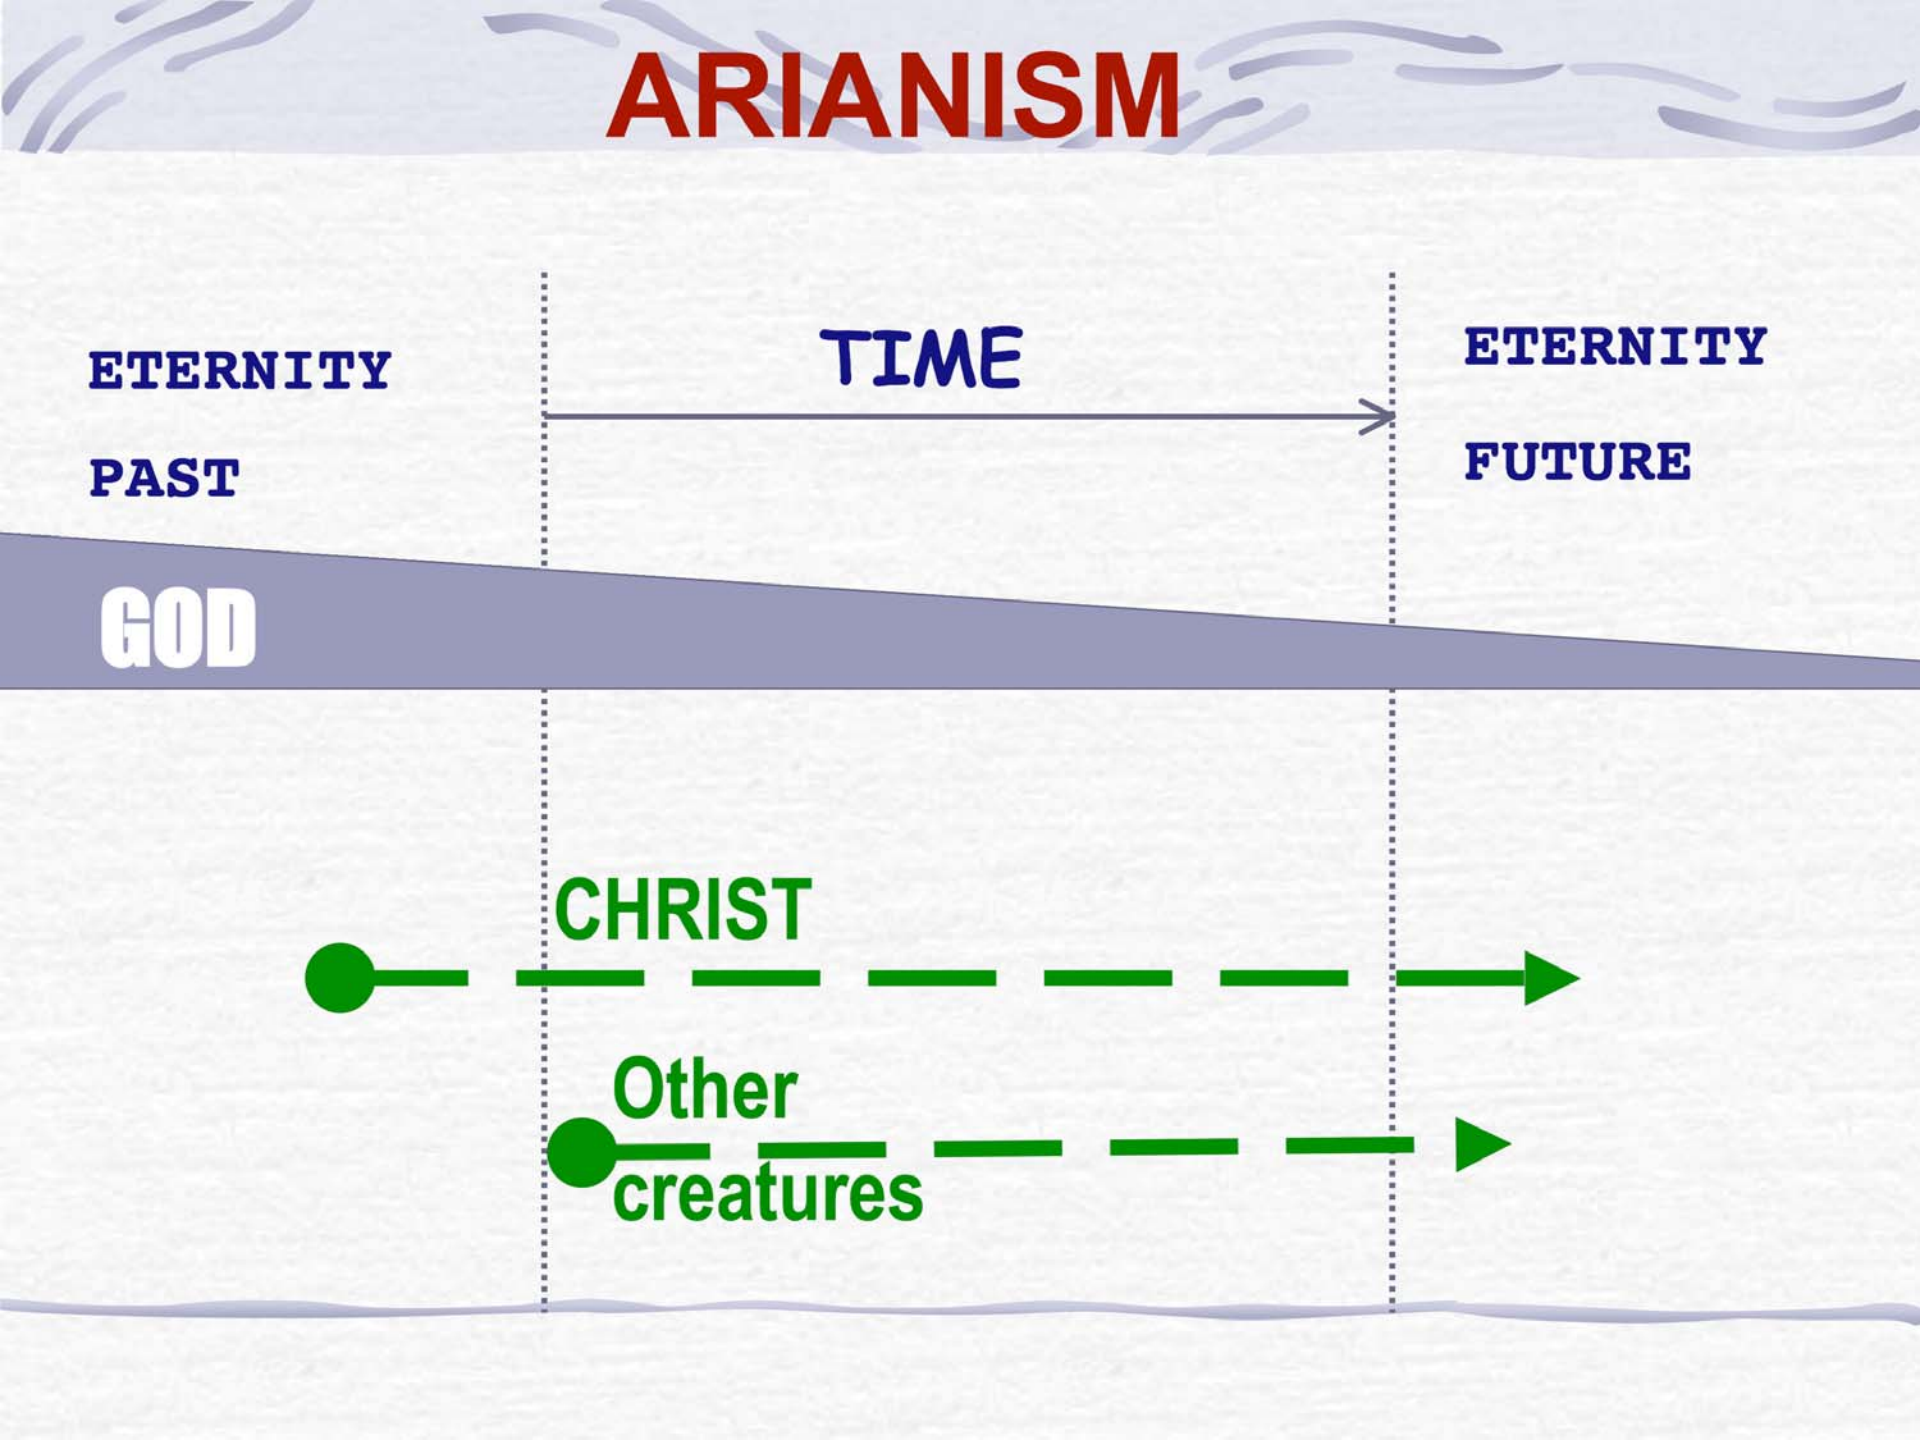 ARIANISM
TIME
ETERNITY
PAST
ETERNITY
FUTURE
GOD
CHRIST
Other
creatures